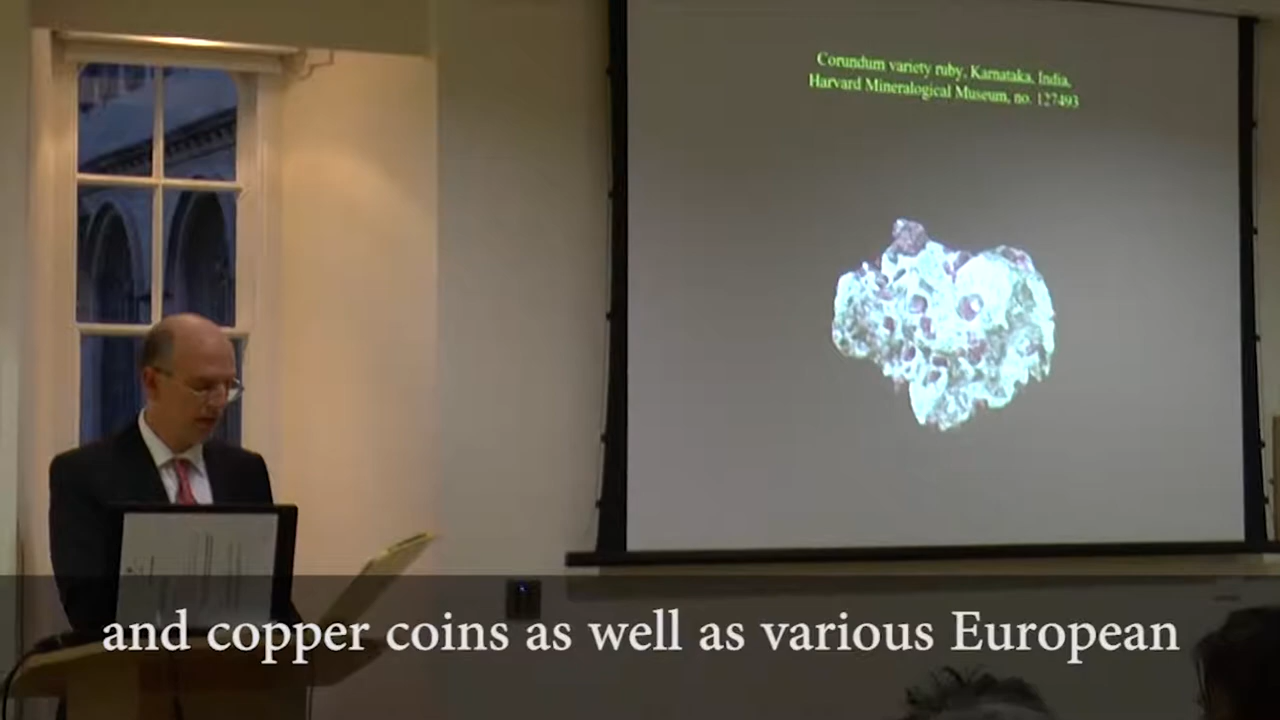 Corundum variety ruby, Karnataka, India,
Harvard Mineralogical Museum, no. 127493
and copper coins as well as various European